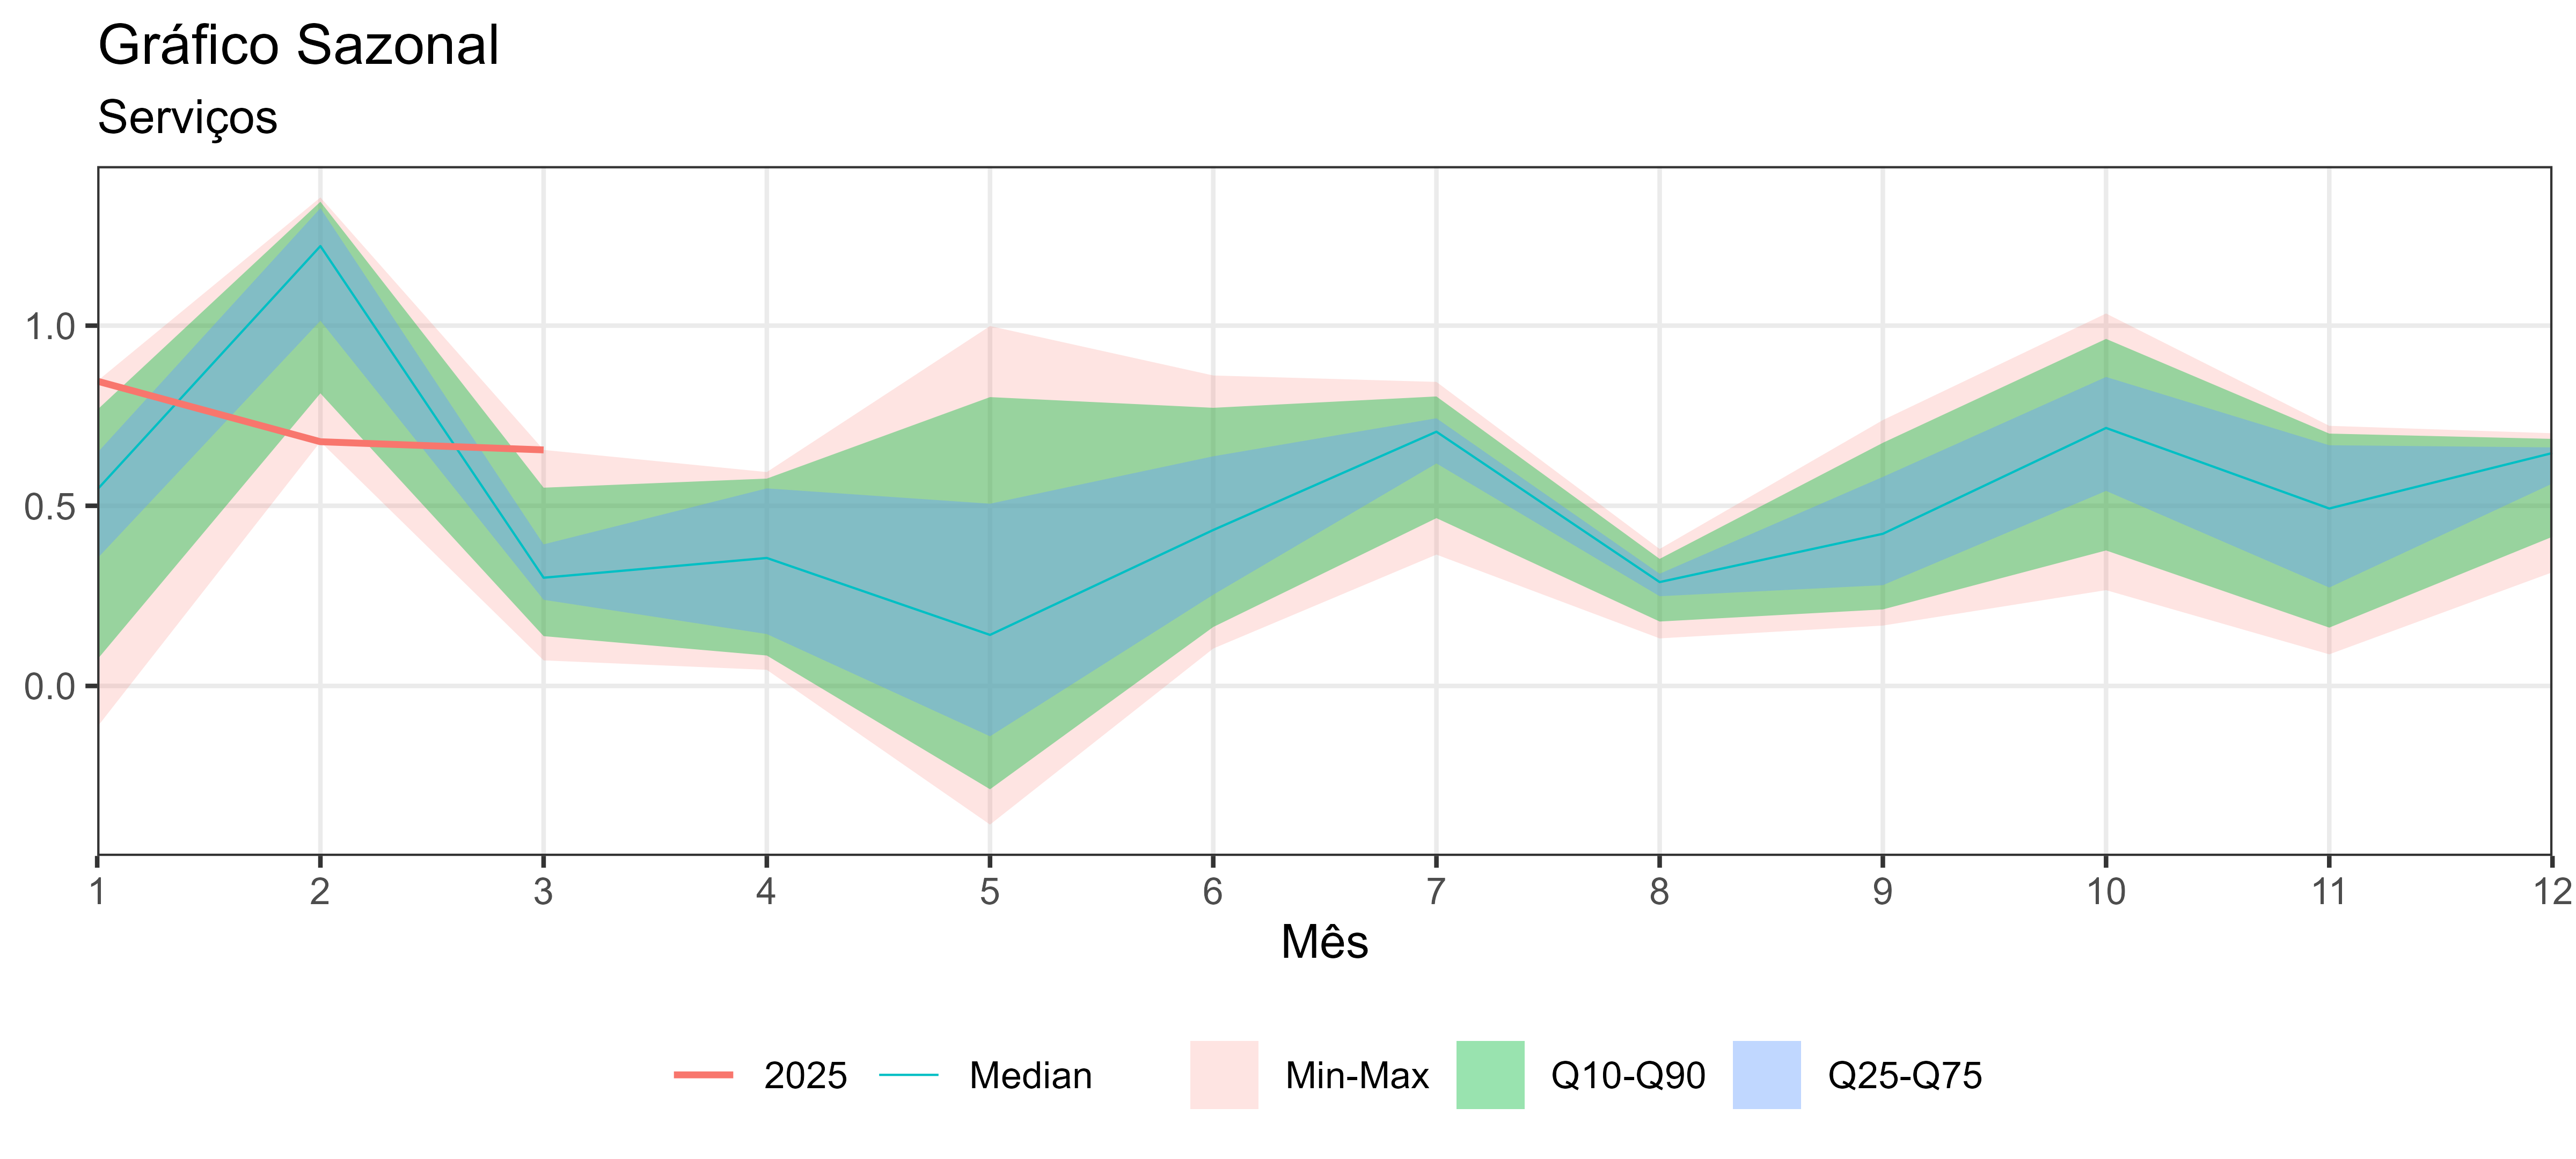 Gráfico Sazonal
Serviços
1.0
0.5
0.0
1 2 3 4 5 6 7 8 9 10 11 12
Mês
2025 Median Min-Max Q10-Q90 Q25-Q75